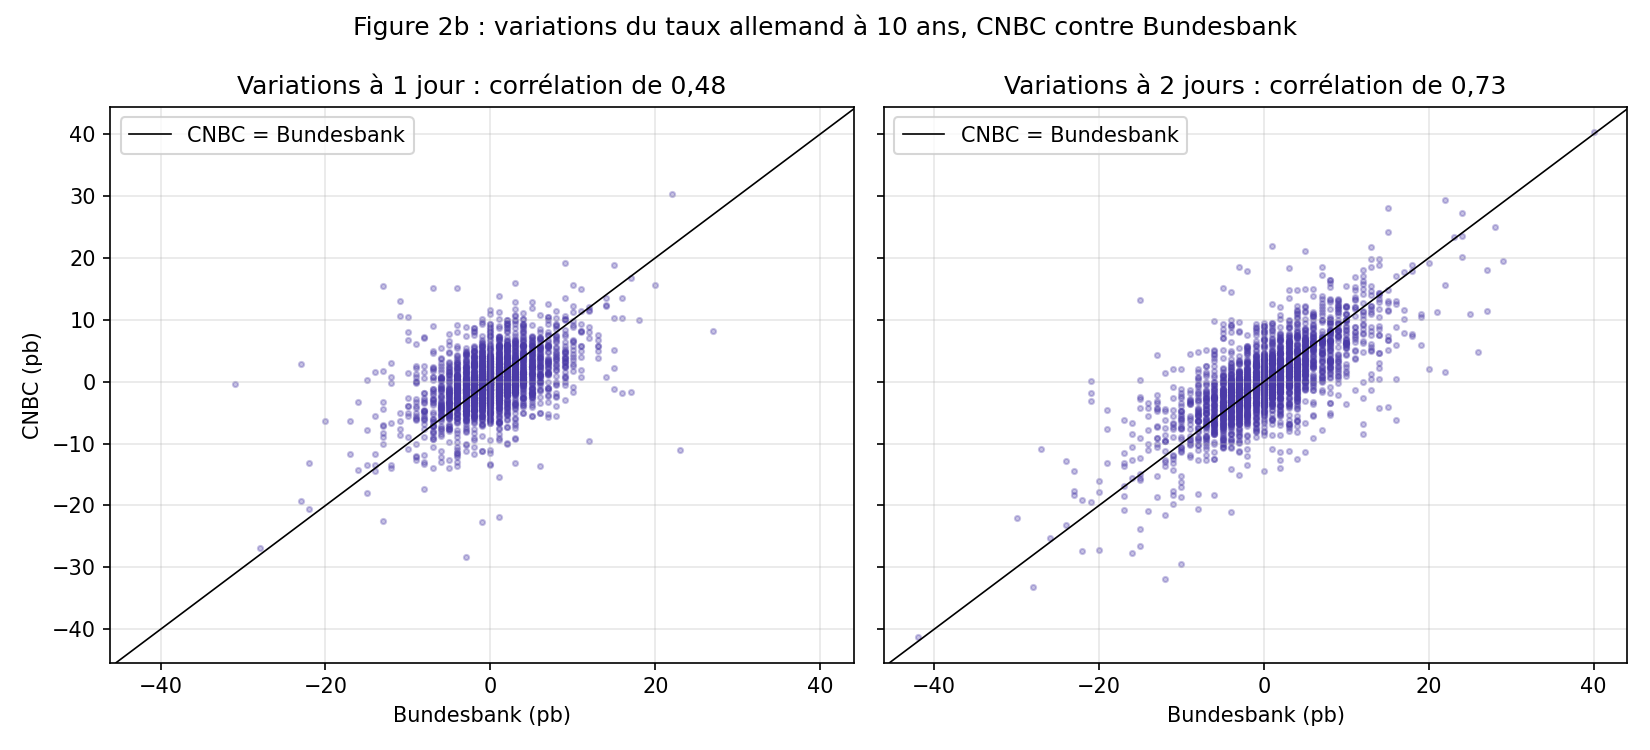 Figure 2b : variations du taux allemand à 10 ans, CNBC contre Bundesbank
Variations à 1 jour : corrélation de 0,48
CNBC = Bundesbank
40
30
20
10
0
−10
−20
−30
−40
CNBC (pb)
−40
−20
0
20
40
Bundesbank (pb)
Variations à 2 jours : corrélation de 0,73
CNBC = Bundesbank
−40
−20
0
20
40
Bundesbank (pb)